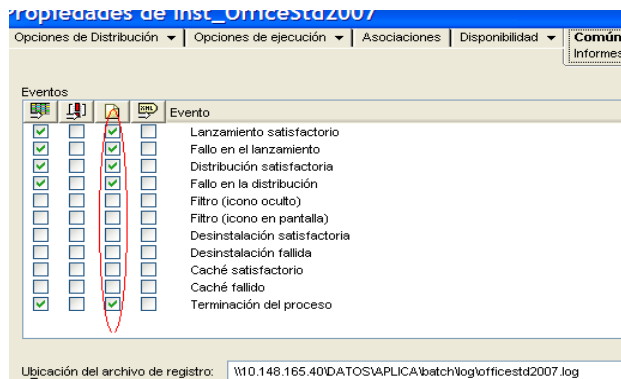 Propiedades de Inst_OfficeStd2007
Opciones de Distribución Opciones de ejecución Asociaciones Disponibilidad Común
Informes
Eventos
XML Evento
Lanzamiento satisfactorio
Fallo en el lanzamiento
Distribución satisfactoria
Fallo en la distribución
Filtro (icono oculto)
Filtro (icono en pantalla)
Desinstalación satisfactoria
Desinstalación fallida
Caché satisfactorio
Caché fallido
Terminación del proceso
Ubicación del archivo de registro: \\10.148.165.40\DATOS\APLICA\batch\log\officestd2007.log